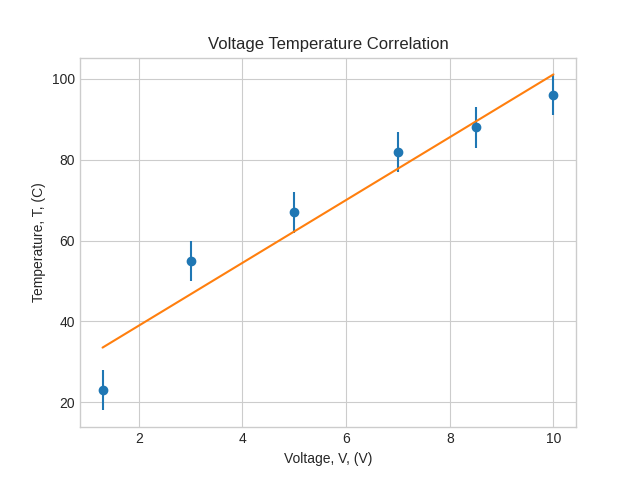 Voltage Temperature Correlation
100
80
60
40
20
Temperature, T, (C)
2 4 6 8 10
Voltage, V, (V)